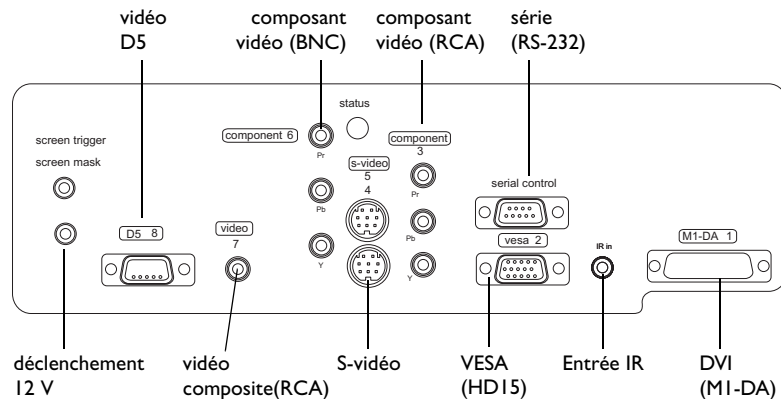 vidéo
D5
composant
vidéo (BNC)
composant
vidéo (RCA)
série
(RS-232)
status
screen trigger
screen mask
component 6
Pr
Pb
Y
s-video
5
4
component
3
Pr
Pb
Y
serial control
D5 8
video
7
vesa 2
IR in
M1-DA 1
déclenchement
12 V
vidéo
composite(RCA)
S-vidéo
VESA
(HD15)
Entrée IR
DVI
(M1-DA)